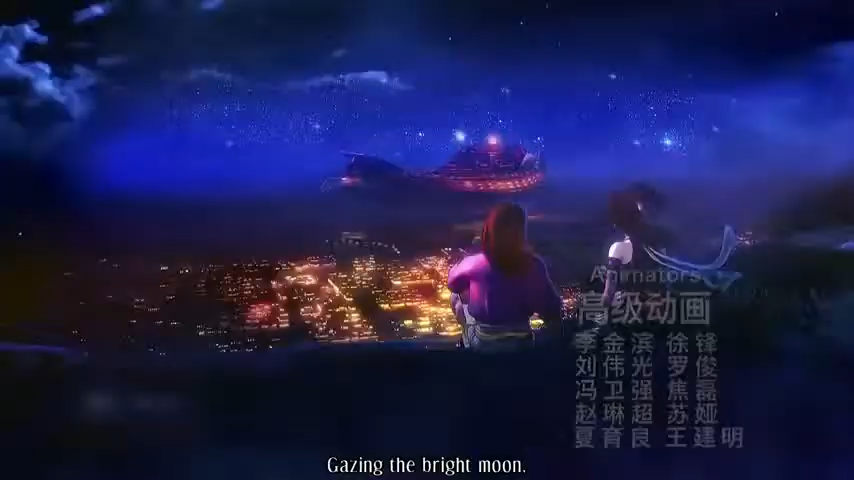 Animators
高级动画
李金滨 徐锋
刘伟光 罗俊
冯卫强 焦磊
赵琳超 苏娅
夏育良 王建明
Gazing the bright moon.